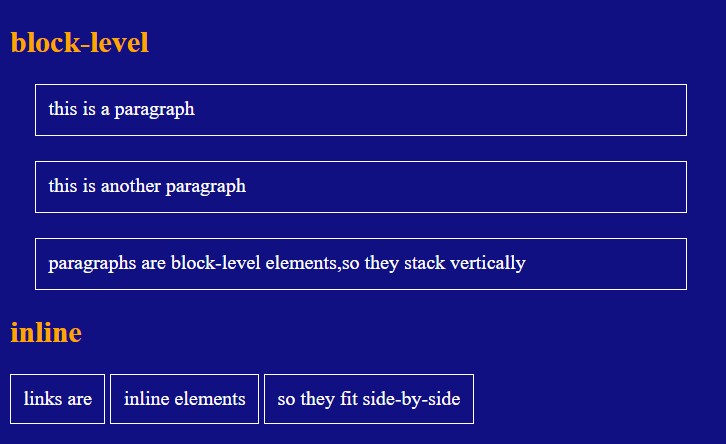 block-level
this is a paragraph
this is another paragraph
paragraphs are block-level elements,so they stack vertically
inline
links are inline elements so they fit side-by-side